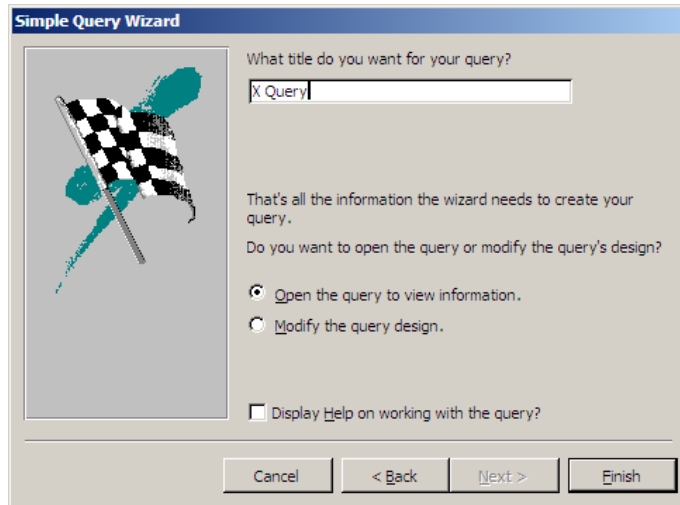 Simple Query Wizard
What title do you want for your query?
X Query
That's all the information the wizard needs to create your
query.
Do you want to open the query or modify the query's design?
Open the query to view information.
Modify the query design.
Display Help on working with the query?
Cancel
< Back
Next >
Finish